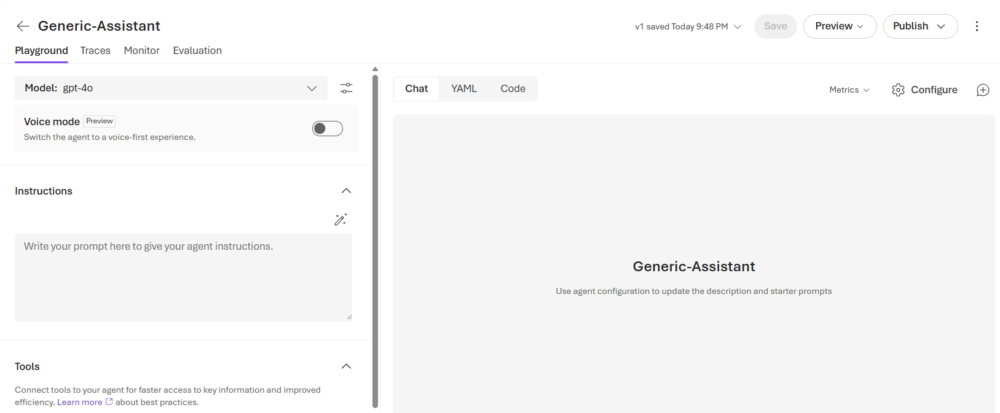 Generic-Assistant
v1 saved Today 9:48 PM
Save
Preview
Publish
Playground
Traces
Monitor
Evaluation
Model: gpt-4o
Chat
YAML
Code
Metrics
Configure
Voice mode Preview
Switch the agent to a voice-first experience.
Instructions
Write your prompt here to give your agent instructions.
Generic-Assistant
Use agent configuration to update the description and starter prompts
Tools
Connect tools to your agent for faster access to key information and improved
efficiency. Learn more about best practices.